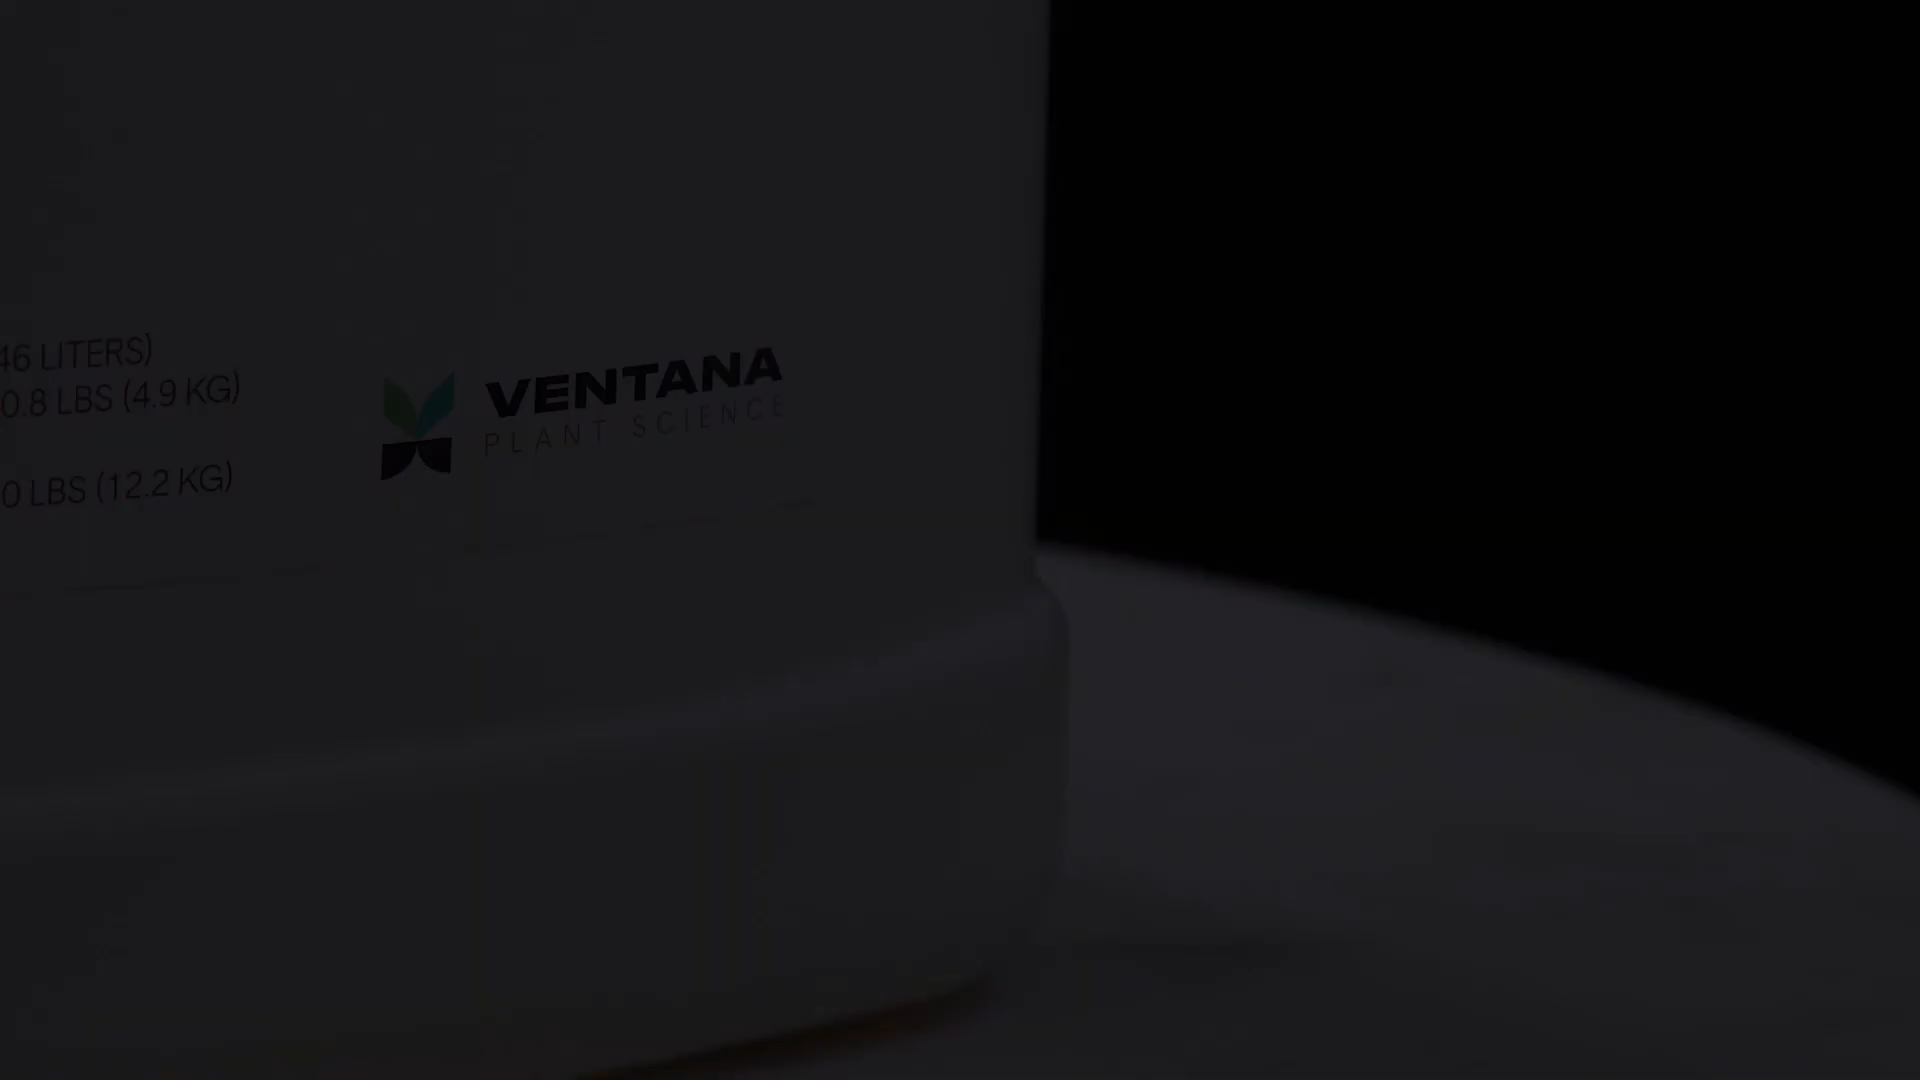 46 LITERS)
0.8 LBS (4.9 KG)
0 LBS (12.2 KG)
VENTANA
PLANT SCIENCE